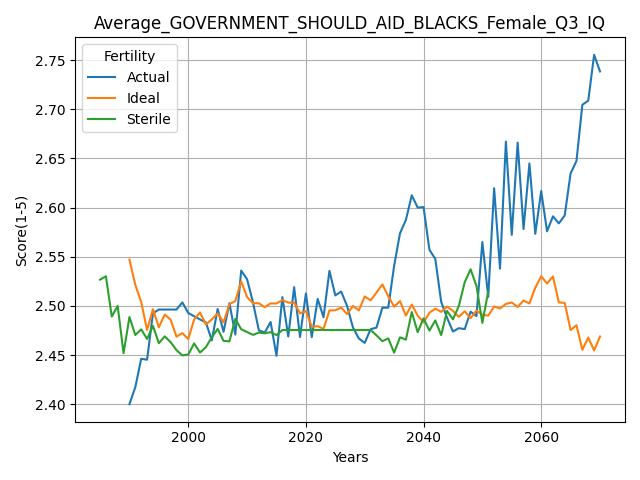 Average_GOVERNMENT_SHOULD_AID_BLACKS_Female_Q3_IQ
Fertility
Actual
Ideal
Sterile
2.75
2.70
2.65
2.60
2.55
2.50
2.45
2.40
Score(1-5)
2000
2020
2040
2060
Years